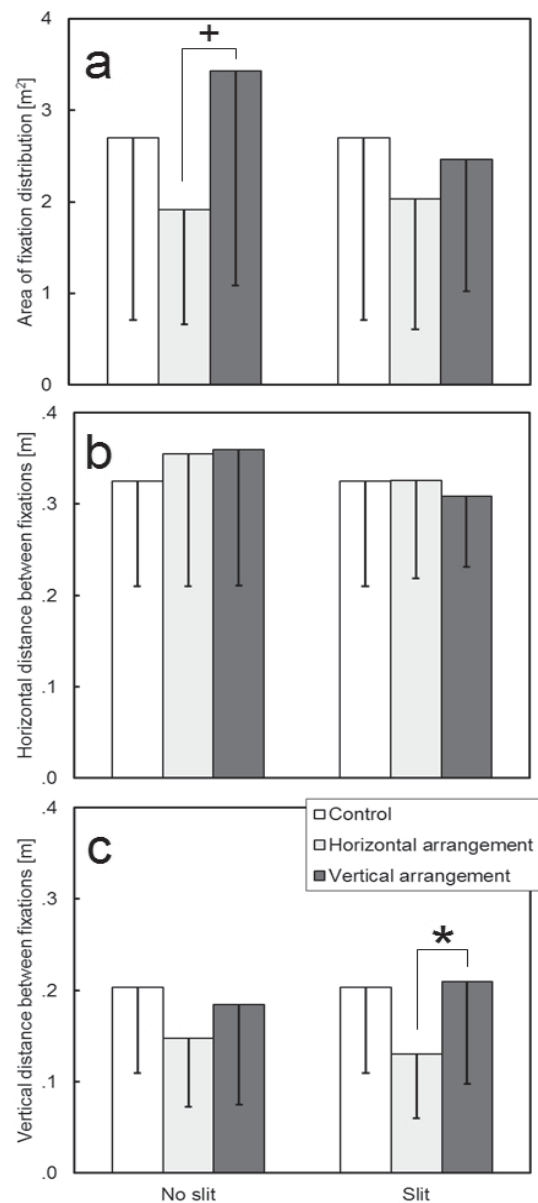 4
a
+
3
2
1
0
Area of fixation distribution [m²]
.4
b
.3
.2
.1
.0
Horizontal distance between fixations [m]
.4
c
Control
Horizontal arrangement
Vertical arrangement
.3
*
.2
.1
.0
Vertical distance between fixations [m]
No slit
Slit